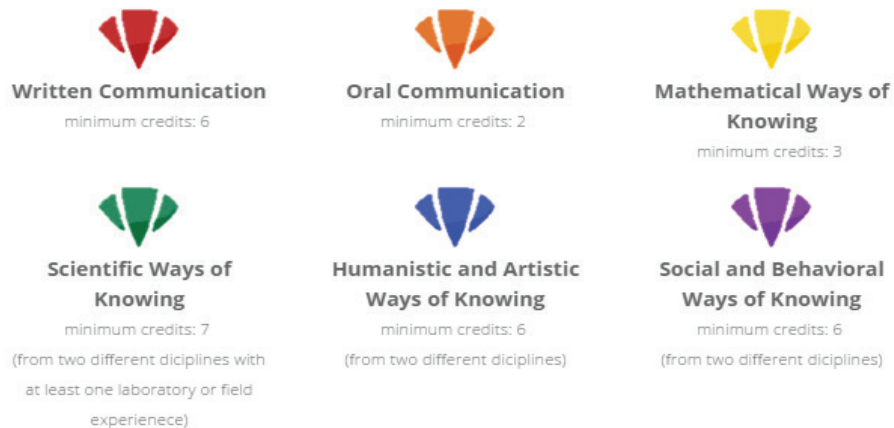 Written Communication
minimum credits: 6
Oral Communication
minimum credits: 2
Mathematical Ways of
Knowing
minimum credits: 3
Scientific Ways of
Knowing
minimum credits: 7
(from two different diciplines with
at least one laboratory or field
experienece)
Humanistic and Artistic
Ways of Knowing
minimum credits: 6
(from two different diciplines)
Social and Behavioral
Ways of Knowing
minimum credits: 6
(from two different diciplines)